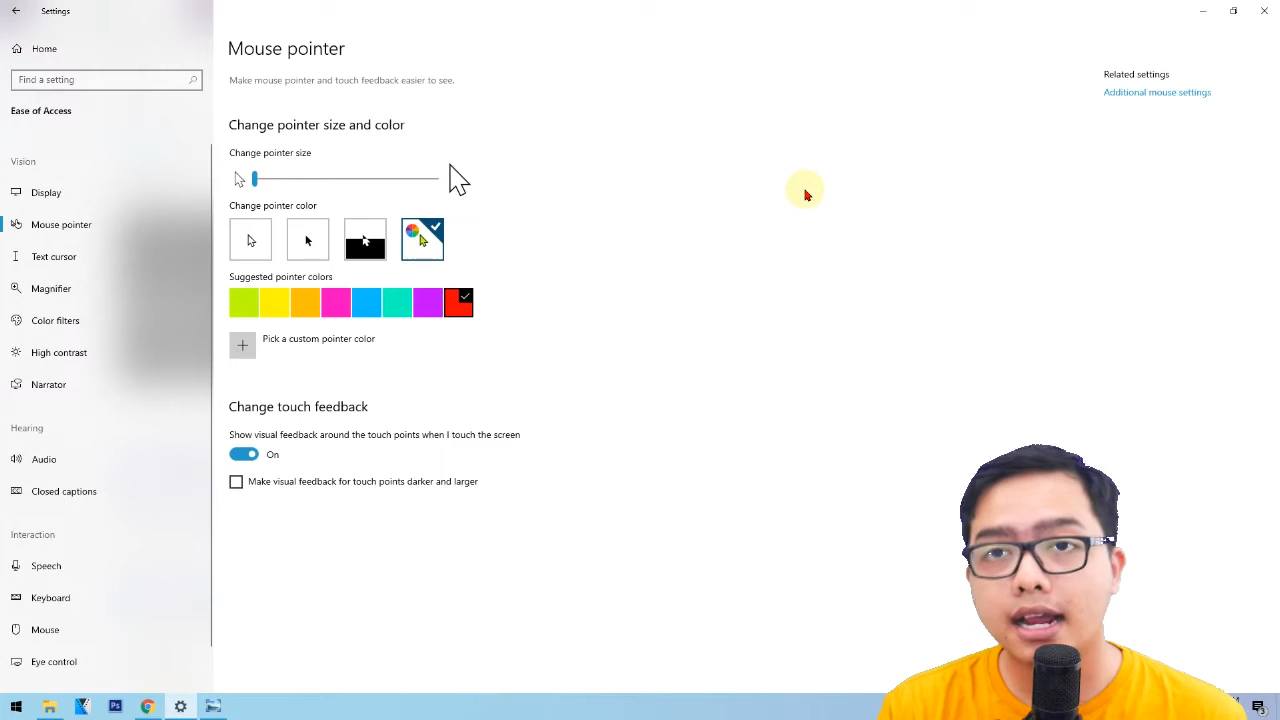 Settings
Home
Find a setting
Ease of Access
Vision
Display
Mouse pointer
Text cursor
Magnifier
Color filters
High contrast
Narrator
Hearing
Audio
Closed captions
Interaction
Speech
Keyboard
Mouse
Eye control
Mouse pointer
Make mouse pointer and touch feedback easier to see.
Change pointer size and color
Change pointer size
Change pointer color
Suggested pointer colors
Pick a custom pointer color
Change touch feedback
Show visual feedback around the touch points when I touch the screen
On
Make visual feedback for touch points darker and larger
Related settings
Additional mouse settings
Ps
3